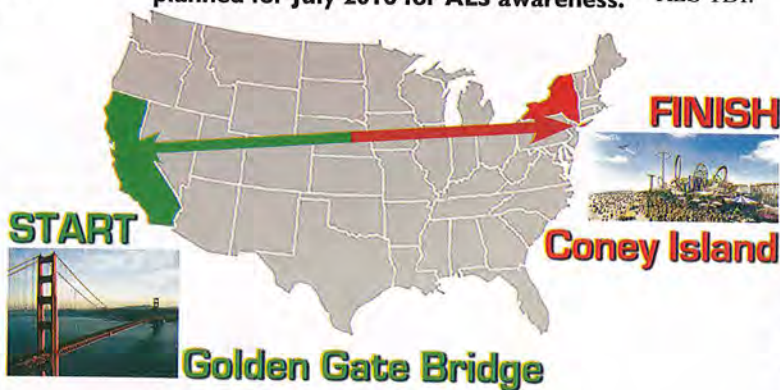 planned for July 2016 for ALS awareness.
FINISH
START
Coney Island
Golden Gate Bridge